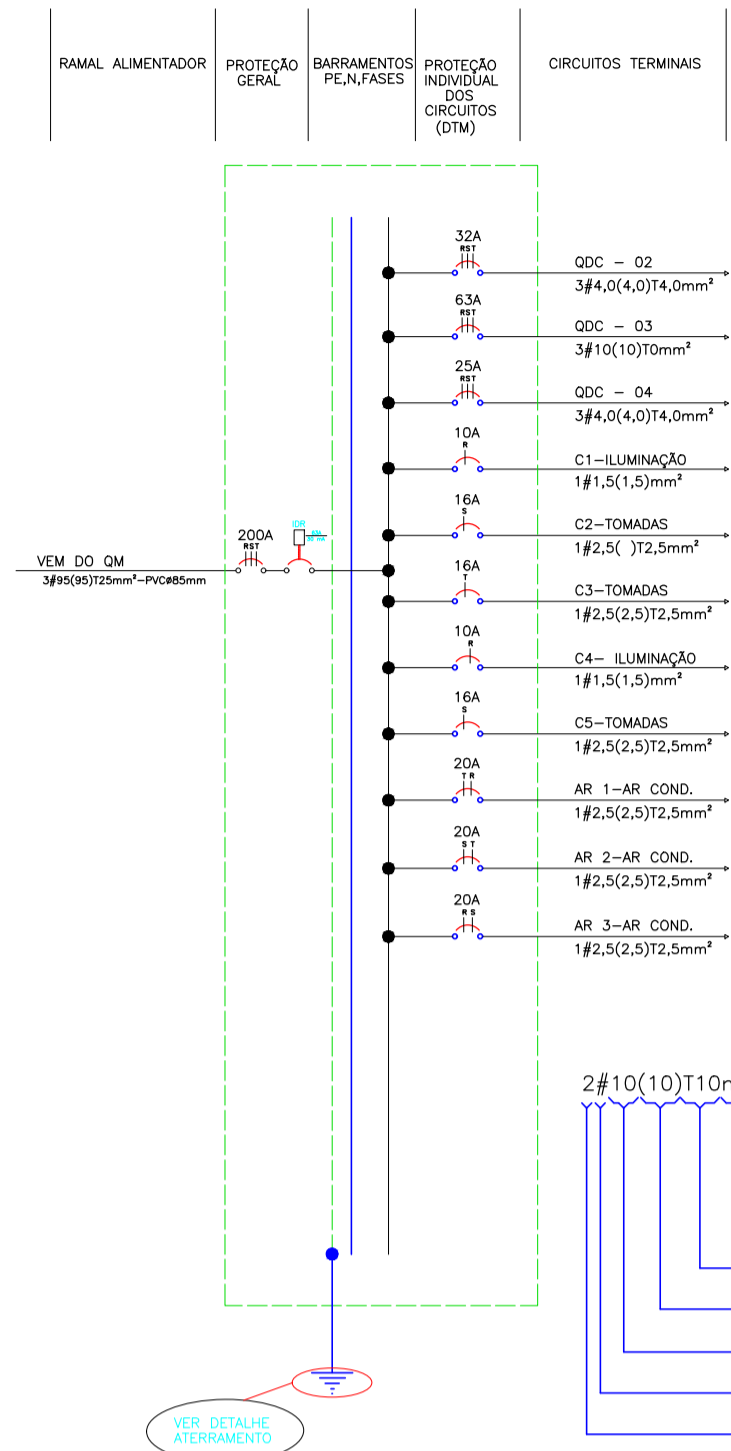 RAMAL ALIMENTADOR
PROTEÇÃO
GERAL
BARRAMENTOS
PE,N,FASES
PROTEÇÃO
INDIVIDUAL
DOS
CIRCUITOS
(DTM)
CIRCUITOS TERMINAIS
32A
RST
QDC - 02
3#4,0(4,0)T4,0mm²
63A
RST
QDC - 03
3#10(10)T0mm²
25A
RST
QDC - 04
3#4,0(4,0)T4,0mm²
10A
R
C1-ILUMINAÇÃO
1#1,5(1,5)mm²
16A
S
C2-TOMADAS
1#2,5( )T2,5mm²
VEM DO QM
3#95(95)T25mm²-PVCø85mm
200A
RST
IDR
16A
T
C3-TOMADAS
1#2,5(2,5)T2,5mm²
10A
R
C4- ILUMINAÇÃO
1#1,5(1,5)mm²
16A
S
C5-TOMADAS
1#2,5(2,5)T2,5mm²
20A
T R
AR 1-AR COND.
1#2,5(2,5)T2,5mm²
20A
S T
AR 2-AR COND.
1#2,5(2,5)T2,5mm²
20A
R S
AR 3-AR COND.
1#2,5(2,5)T2,5mm²
2#10(10)T10m
VER DETALHE
ATERRAMENTO